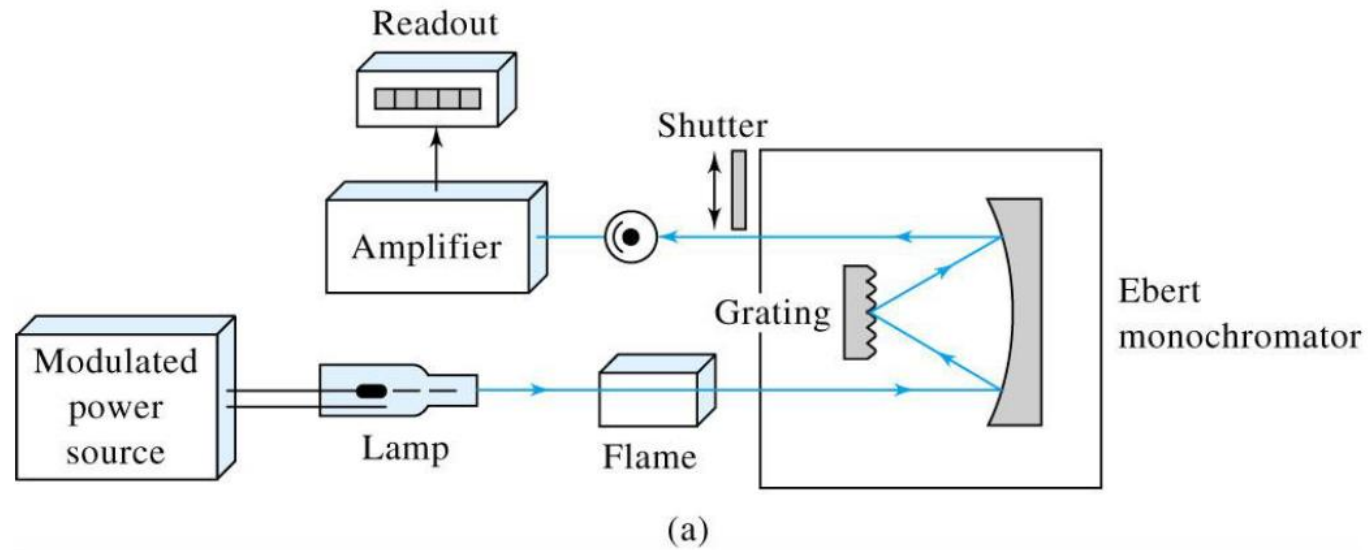 Readout
Shutter
Amplifier
Grating
Ebert
monochromator
Modulated
power
source
Lamp
Flame
(a)